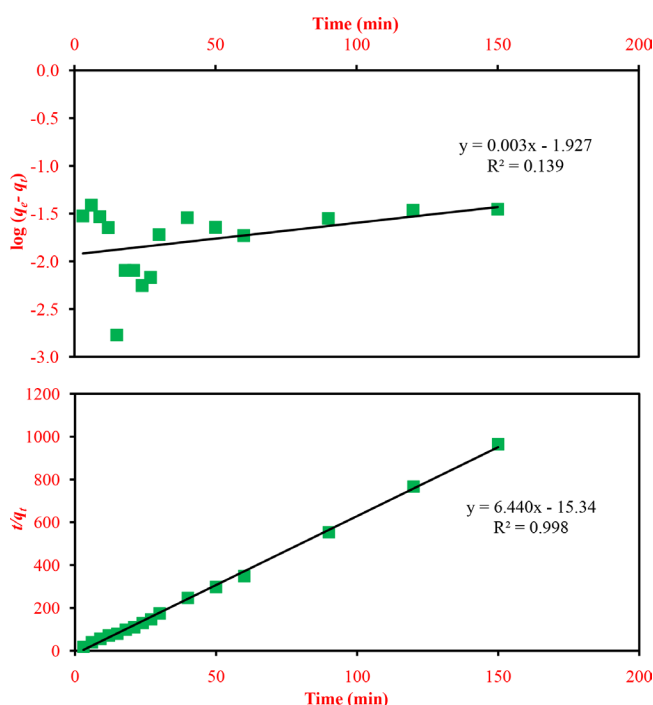 Time (min)
0 50 100 150 200
0.0
-0.5
-1.0
-1.5
-2.0
-2.5
-3.0
log (qe- qt)
y = 0.003x - 1.927
R² = 0.139
1200
1000
800
600
400
200
0
t/qt
y = 6.440x - 15.34
R² = 0.998
0 50 100 150 200
Time (min)